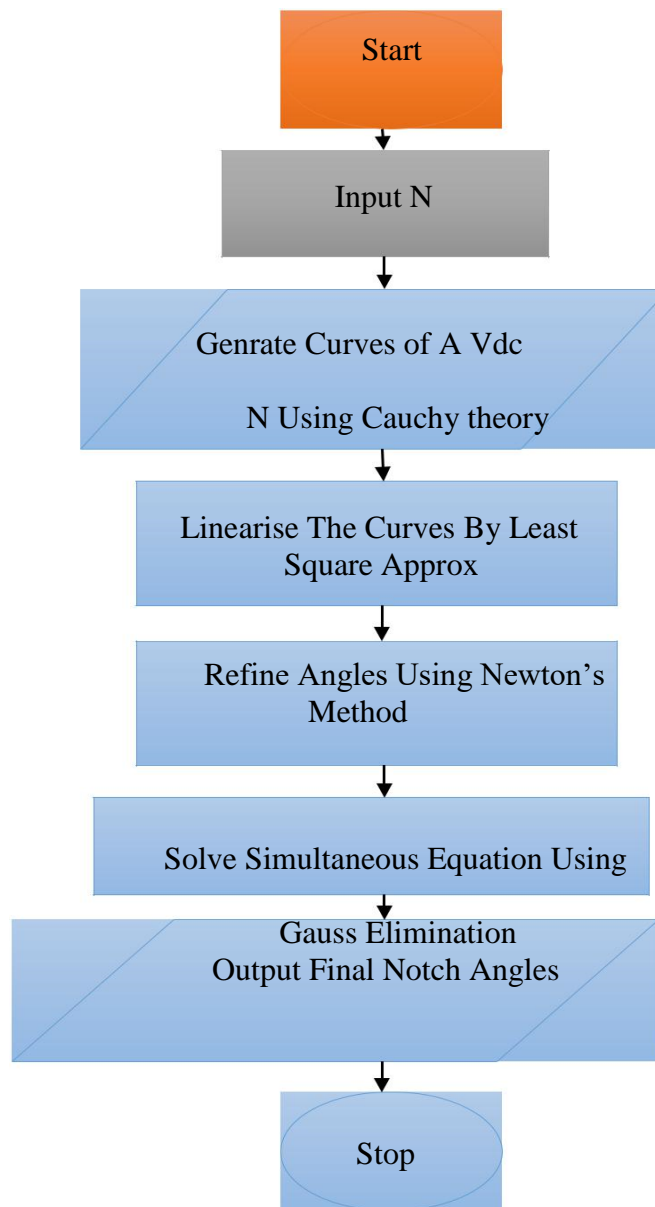 Start
Input N
Genrate Curves of A Vdc
N Using Cauchy theory
Linearise The Curves By Least
Square Approx
Refine Angles Using Newton’s
Method
Solve Simultaneous Equation Using
Gauss Elimination
Output Final Notch Angles
Stop